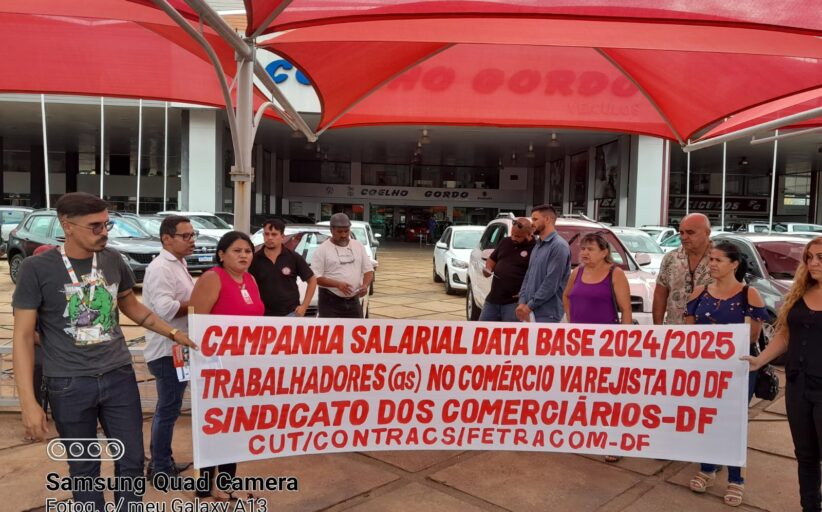 COELHO GORDO
VEÍCULOS
COELHO GORDO
CAMPANHA SALARIAL DATA BASE 2024/2025
TRABALHADORES(as) NO COMÉRCIO VAREJISTA DO DF
SINDICATO DOS COMERCIÁRIOS-DF
CUT/CONTRACS/FETRACOM-DF
Samsung Quad Camera
Fotog. c/ meu Galaxy A13